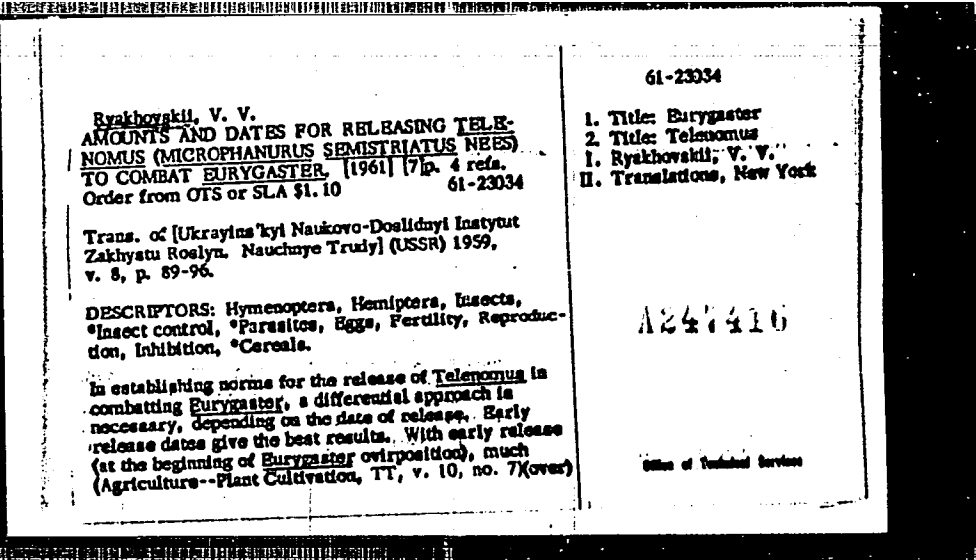 Ryakhovskii, V. V.
AMOUNTS AND DATES FOR RELEASING TELE-
NOMUS (MICROPHANURUS SEMISTRIATUS NEES)
TO COMBAT EURYGASTER, [1961] [7]p. 4 refs.
Order from OTS or SLA $1.10 61-23034
Trans. of [Ukrayins'kyi Naukovo-Doslidnyi Instytut
Zakhystu Roslyn. Nauchnye Trudy] (USSR) 1959,
v. 8, p. 89-96.
DESCRIPTORS: Hymenoptera, Hemiptera, Insects,
*Insect control, *Parasites, Eggs, Fertility, Reproduc-
tion, Inhibition, *Cereals.
In establishing norms for the release of Telenomus in
combatting Eurygaster, a differential approach is
necessary, depending on the date of release. Early
release dates give the best results. With early release
(at the beginning of Eurygaster ovirposition), much
(Agriculture--Plant Cultivation, TT, v. 10, no. 7)(over)
61-23034
1. Title: Eurygaster
2. Title: Telenomus
I. Ryakhovskii, V. V.
II. Translations, New York
A247416
Office of Technical Services